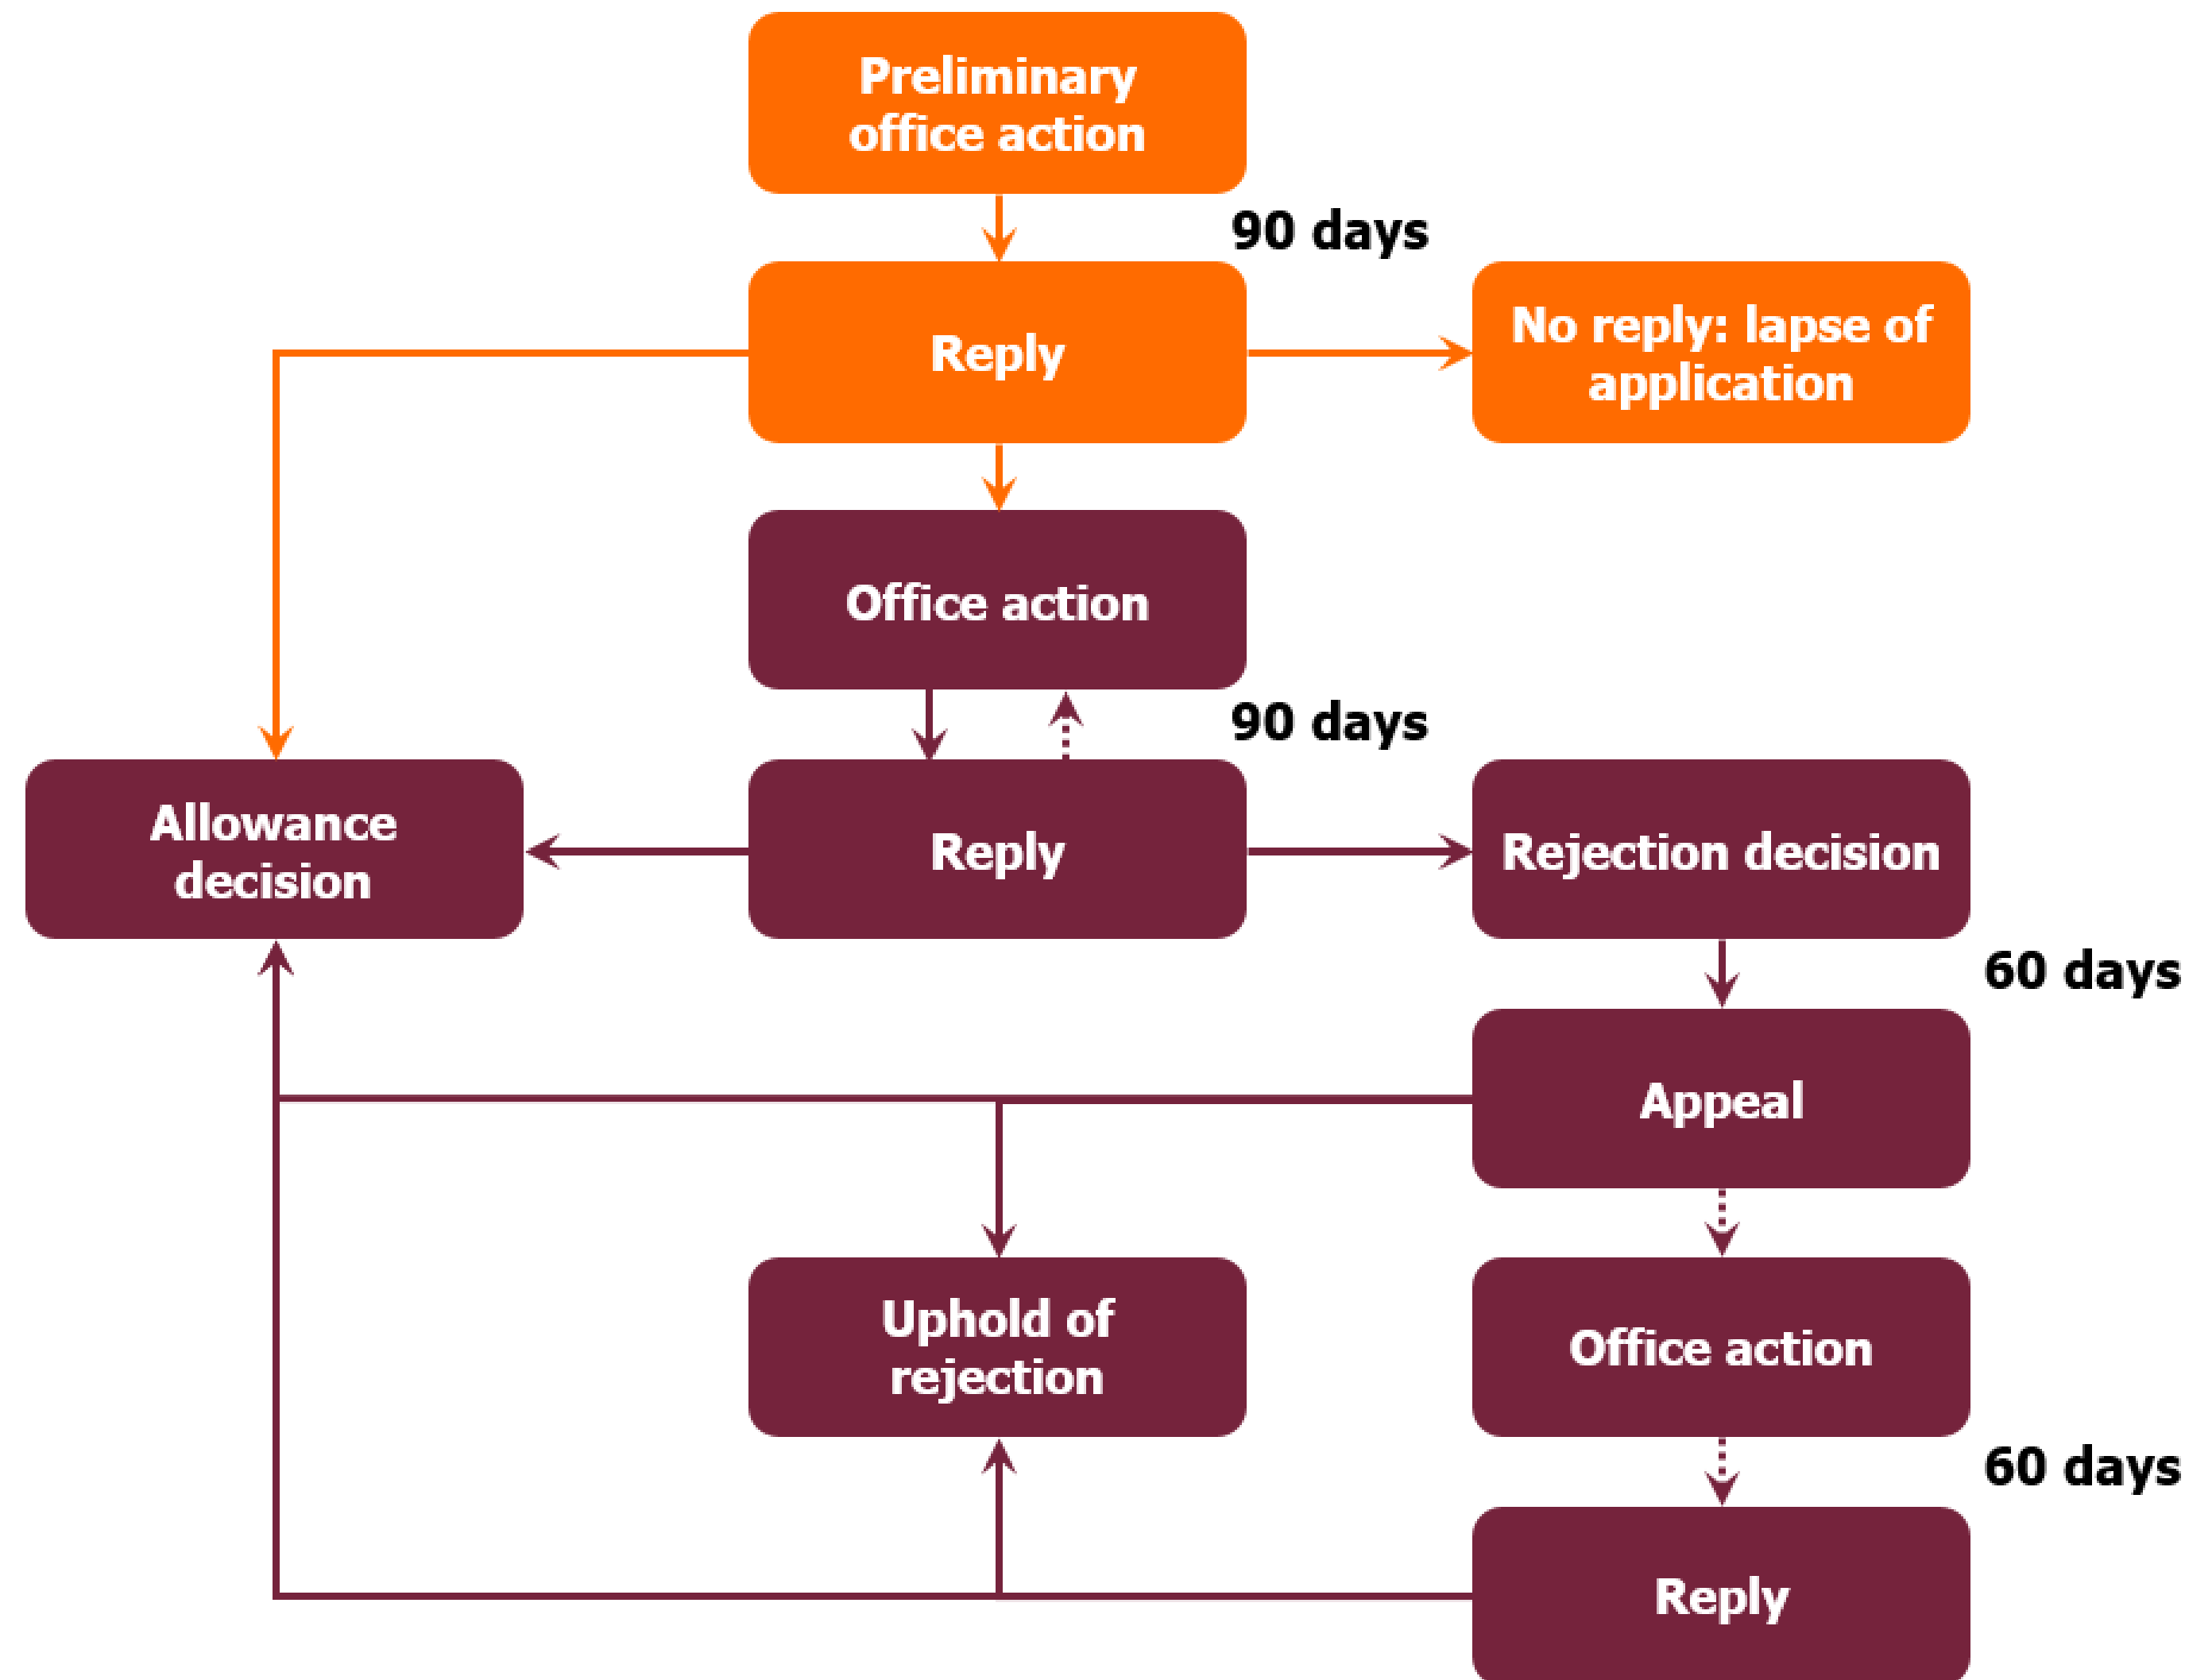 Preliminary
office action
90 days
Reply
No reply: lapse of
application
Office action
90 days
Allowance
decision
Reply
Rejection decision
60 days
Appeal
Uphold of
rejection
Office action
60 days
Reply